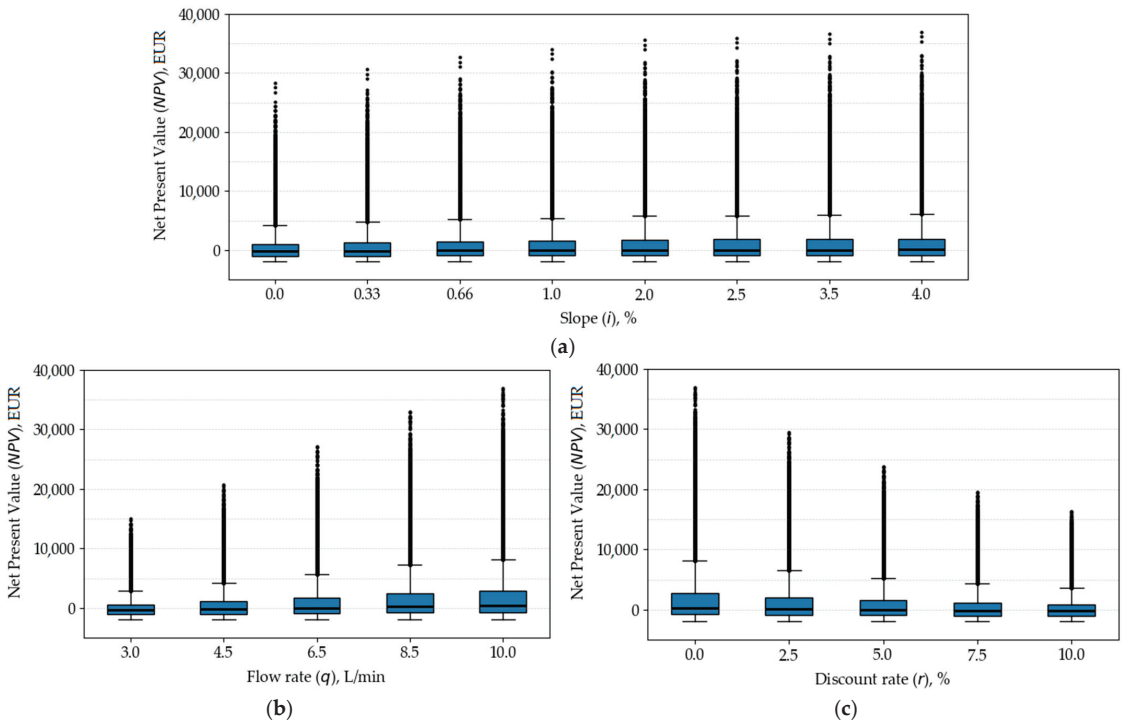 Net Present Value (NPV), EUR
40,000
30,000
20,000
10,000
0
0.0 0.33 0.66 1.0 2.0 2.5 3.5 4.0
Slope (i), %
(a)
Net Present Value (NPV), EUR
40,000
30,000
20,000
10,000
0
3.0 4.5 6.5 8.5 10.0
Flow rate (q), L/min
(b)
Net Present Value (NPV), EUR
40,000
30,000
20,000
10,000
0
0.0 2.5 5.0 7.5 10.0
Discount rate (r), %
(c)